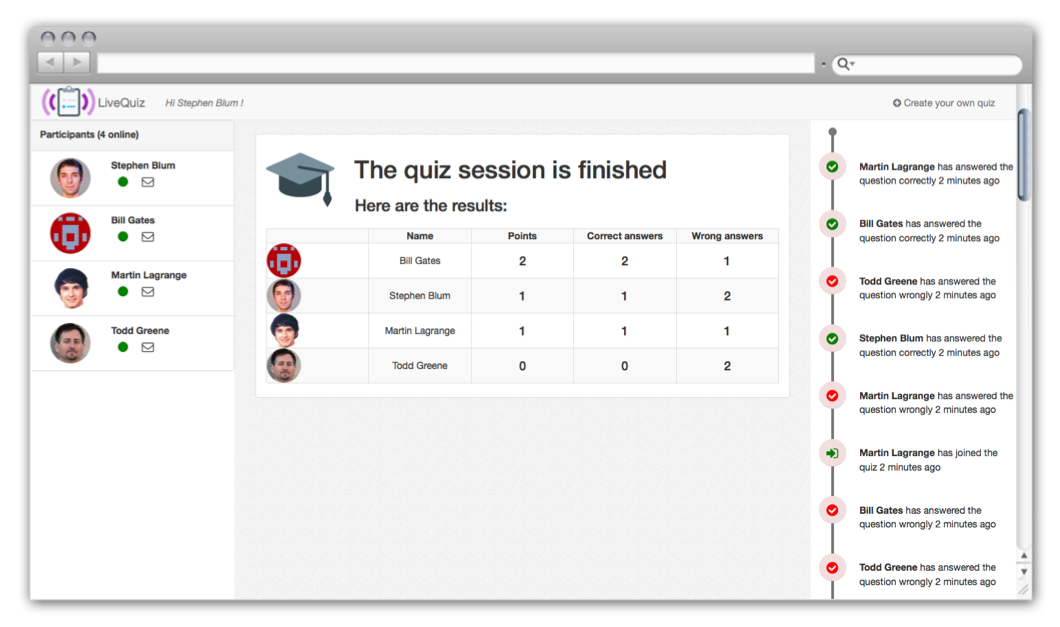 LiveQuiz Hi Stephen Blum !
Create your own quiz
Participants (4 online)
Stephen Blum
Bill Gates
Martin Lagrange
Todd Greene
The quiz session is finished
Here are the results:
Name Points Correct answers Wrong answers
Bill Gates 2 2 1
Stephen Blum 1 1 2
Martin Lagrange 1 1 1
Todd Greene 0 0 2
Martin Lagrange has answered the
question correctly 2 minutes ago
Bill Gates has answered the
question correctly 2 minutes ago
Todd Greene has answered the
question wrongly 2 minutes ago
Stephen Blum has answered the
question correctly 2 minutes ago
Martin Lagrange has answered the
question wrongly 2 minutes ago
Martin Lagrange has joined the
quiz 2 minutes ago
Bill Gates has answered the
question wrongly 2 minutes ago
Todd Greene has answered the
question wrongly 2 minutes ago